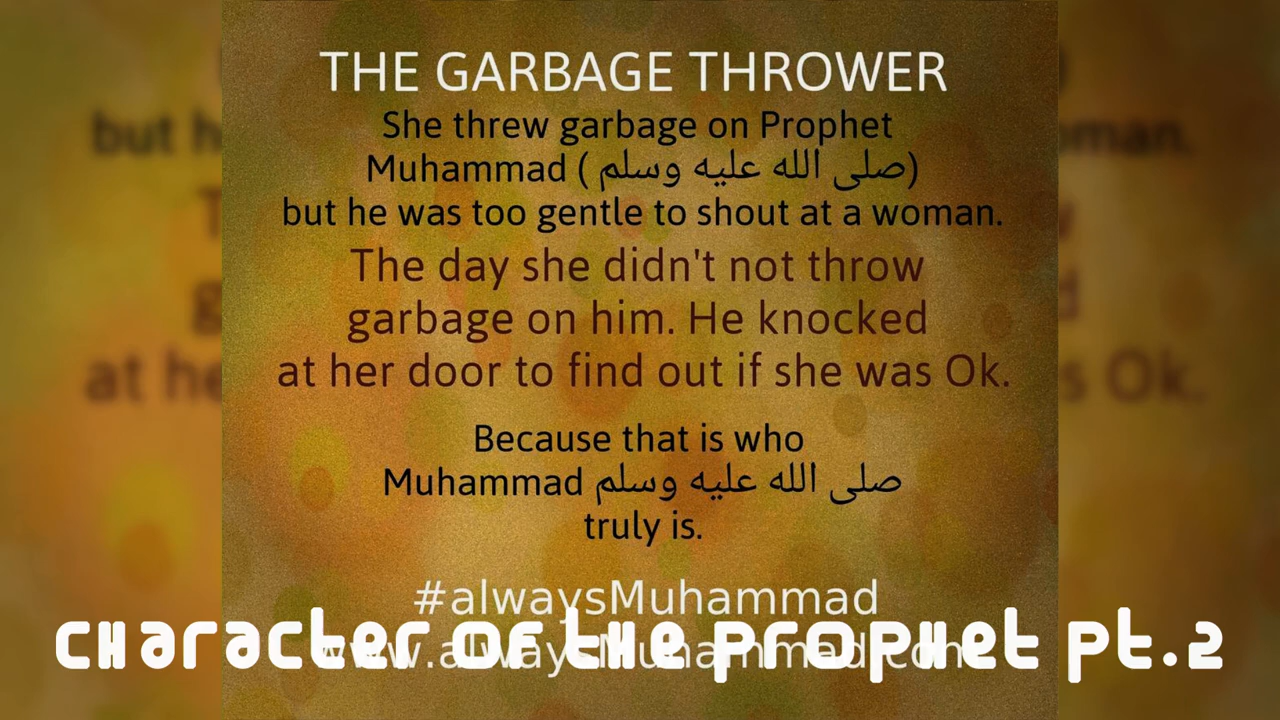 THE GARBAGE THROWER
She threw garbage on Prophet
Muhammad ( صلى الله عليه وسلم)
but he was too gentle to shout at a woman.
The day she didn't not throw
garbage on him. He knocked
at her door to find out if she was Ok.
Because that is who
Muhammad صلى الله عليه وسلم
truly is.
#alwaysMuhammad
www.alwaysMuhammad.com
character of the prophet pt.2